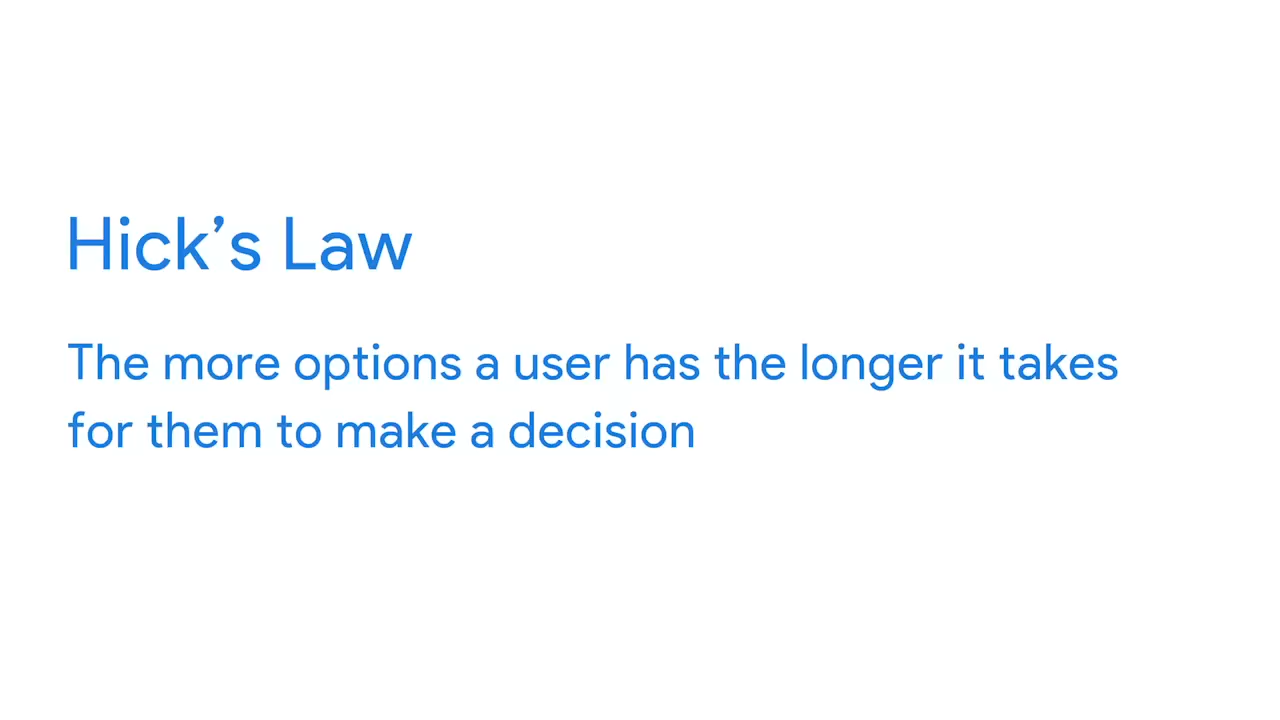 Hick’s Law
The more options a user has the longer it takes
for them to make a decision